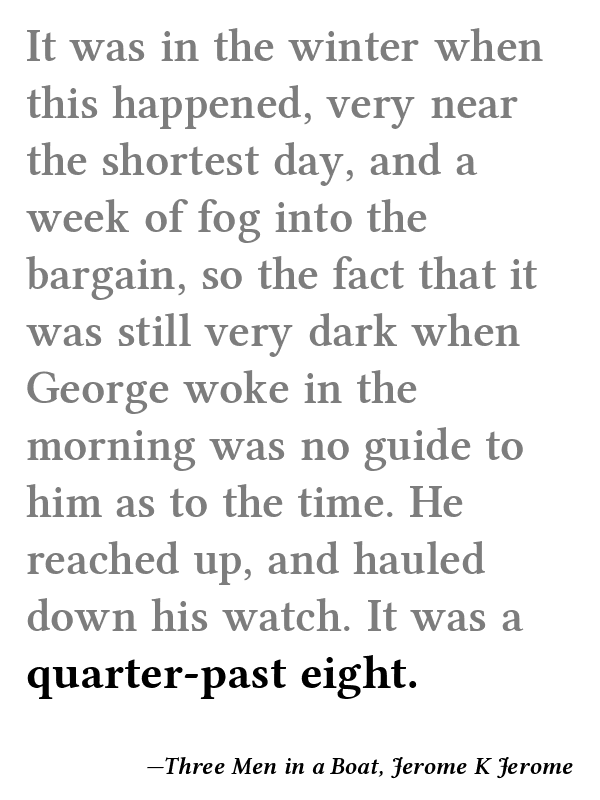 It was in the winter when
this happened, very near
the shortest day, and a
week of fog into the
bargain, so the fact that it
was still very dark when
George woke in the
morning was no guide to
him as to the time. He
reached up, and hauled
down his watch. It was a
quarter-past eight.
—Three Men in a Boat, Jerome K Jerome